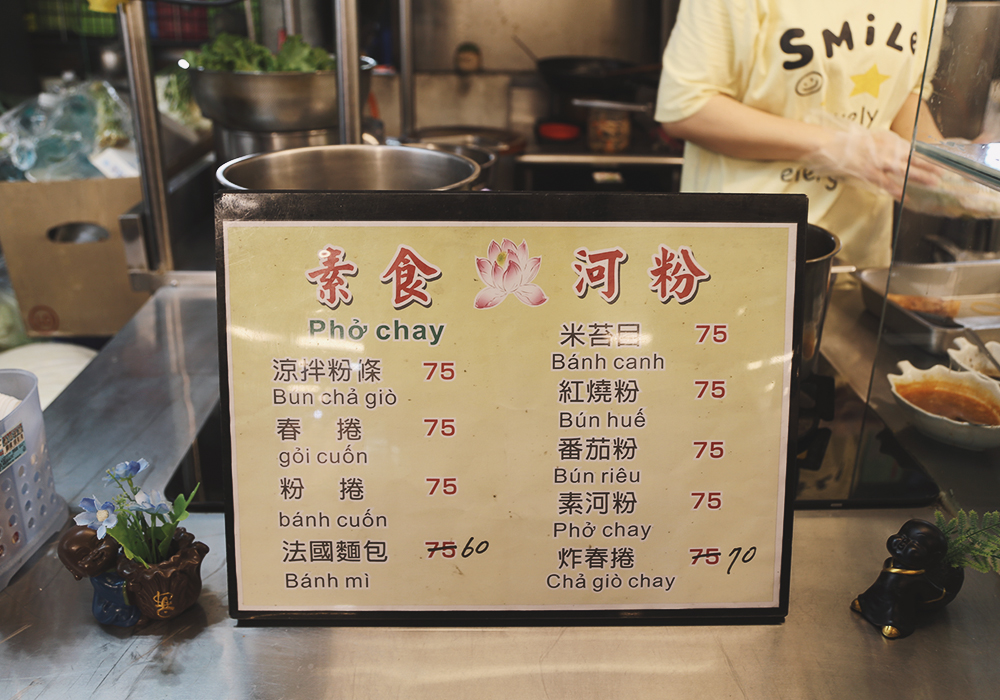 SMiLE
素食 河粉
Phở chay
涼拌粉條 75
Bun chả giò
春捲 75
gỏi cuốn
粉捲 75
bánh cuốn
法國麵包 75 60
Bánh mì
米苔目 75
Bánh canh
紅燒粉 75
Bún huế
番茄粉 75
Bún riêu
素河粉 75
Phở chay
炸春捲 75 70
Chả giò chay